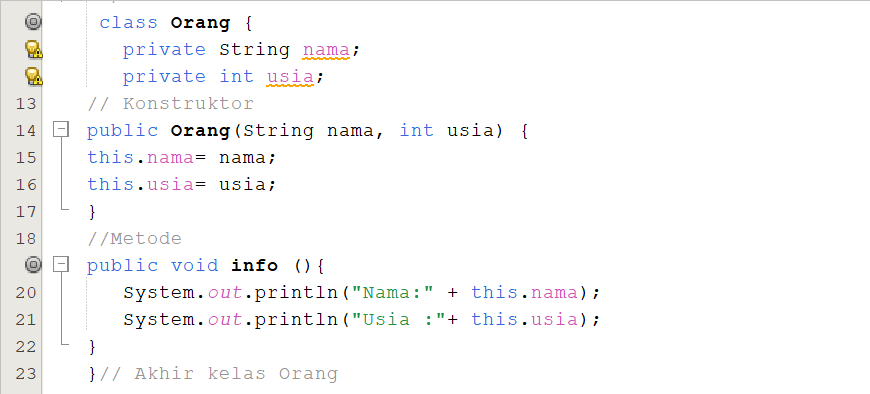 class Orang {
private String nama;
private int usia;
13 // Konstruktor
14 public Orang(String nama, int usia) {
15 this.nama= nama;
16 this.usia= usia;
17 }
18 //Metode
public void info (){
20 System.out.println("Nama:" + this.nama);
21 System.out.println("Usia :"+ this.usia);
22 }
23 }// Akhir kelas Orang